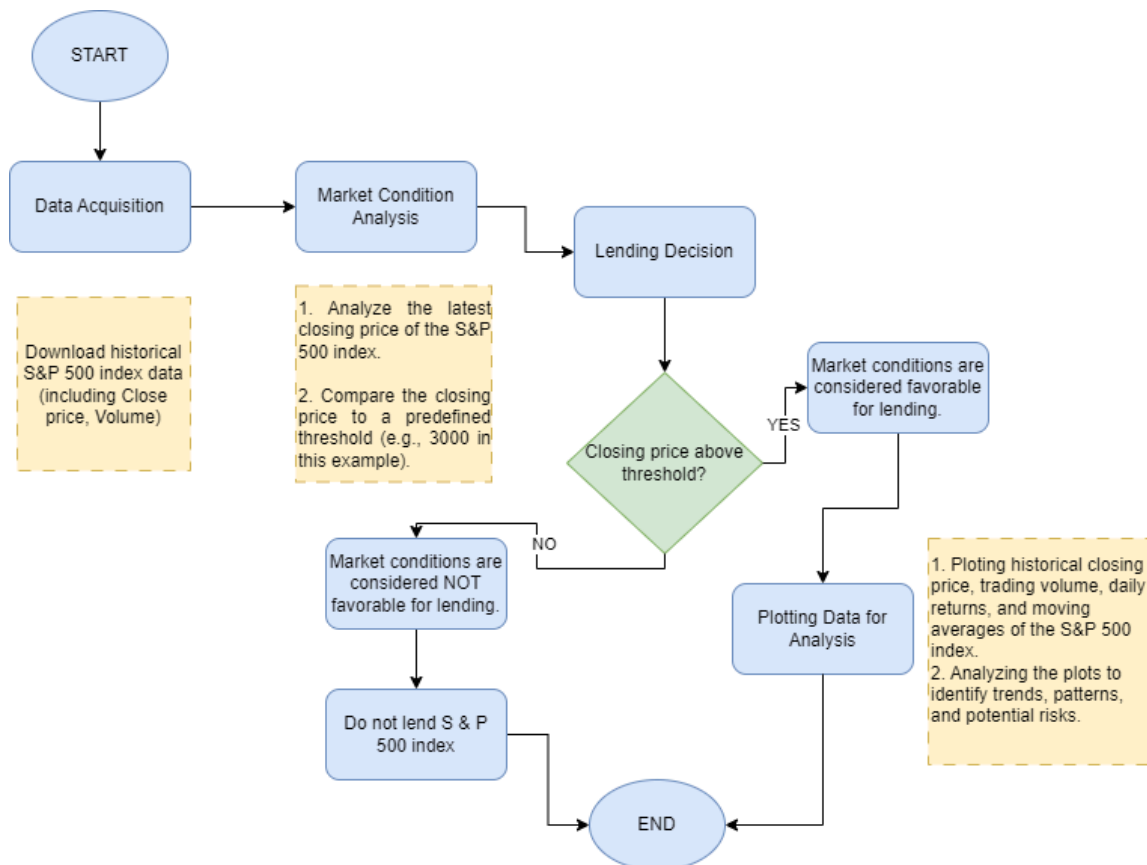 START
Data Acquisition
Market Condition
Analysis
Lending Decision
Download historical
S&P 500 index data
(including Close
price, Volume)
1. Analyze the latest
closing price of the S&P
500 index.
2. Compare the closing
price to a predefined
threshold (e.g., 3000 in
this example).
Closing price above
threshold?
YES
Market conditions are
considered favorable
for lending.
NO
Market conditions are
considered NOT
favorable for lending.
Plotting Data for
Analysis
1. Ploting historical closing
price, trading volume, daily
returns, and moving
averages of the S&P 500
index.
2. Analyzing the plots to
identify trends, patterns,
and potential risks.
Do not lend S & P
500 index
END